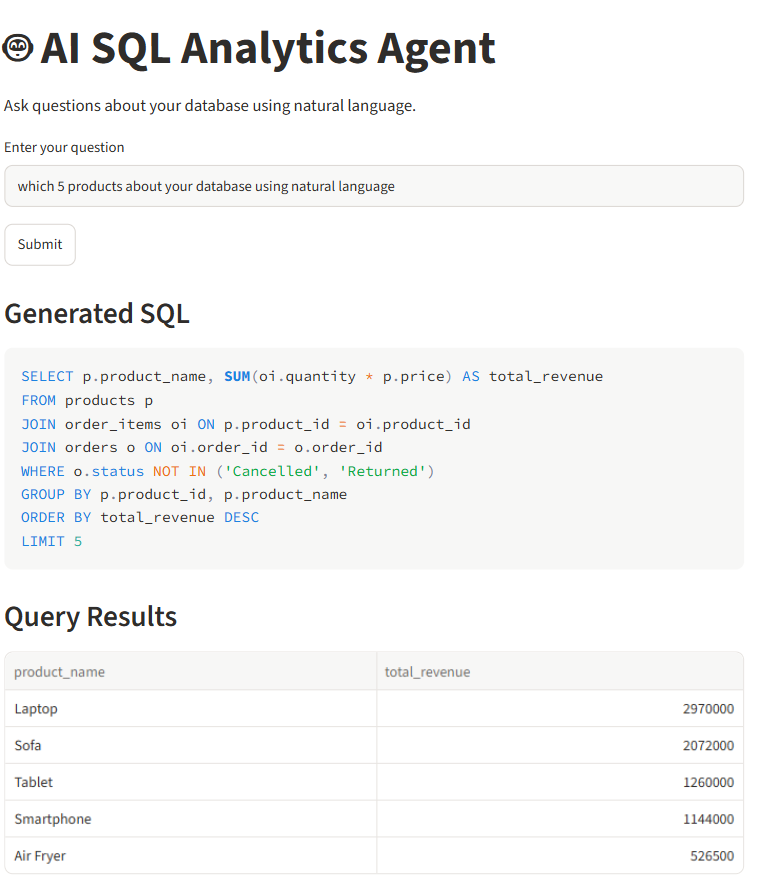 AI SQL Analytics Agent
Ask questions about your database using natural language.
Enter your question
which 5 products about your database using natural language
Submit
Generated SQL
SELECT p.product_name, SUM(oi.quantity * p.price) AS total_revenue
FROM products p
JOIN order_items oi ON p.product_id = oi.product_id
JOIN orders o ON oi.order_id = o.order_id
WHERE o.status NOT IN ('Cancelled', 'Returned')
GROUP BY p.product_id, p.product_name
ORDER BY total_revenue DESC
LIMIT 5
Query Results
product_name total_revenue
Laptop 2970000
Sofa 2072000
Tablet 1260000
Smartphone 1144000
Air Fryer 526500